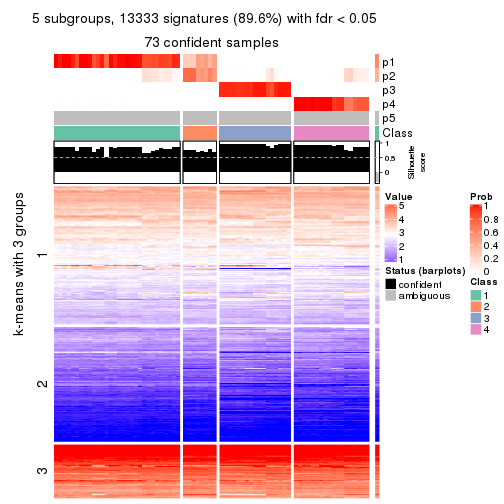 5 subgroups, 13333 signatures (89.6%) with fdr < 0.05
73 confident samples
p1
p2
p3
p4
p5
Class
1
0.5
0
Silhouette
score
k-means with 3 groups
1
2
3
Value
5
4
3
2
1
Status (barplots)
confident
ambiguous
Prob
1
0.8
0.6
0.4
0.2
0
Class
1
2
3
4